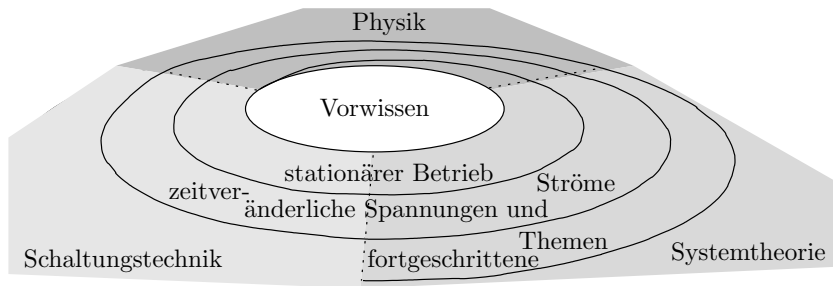 Physik
Vorwissen
stationärer Betrieb
zeitver-
änderliche Spannungen und
Ströme
fortgeschrittene
Themen
Schaltungstechnik
Systemtheorie